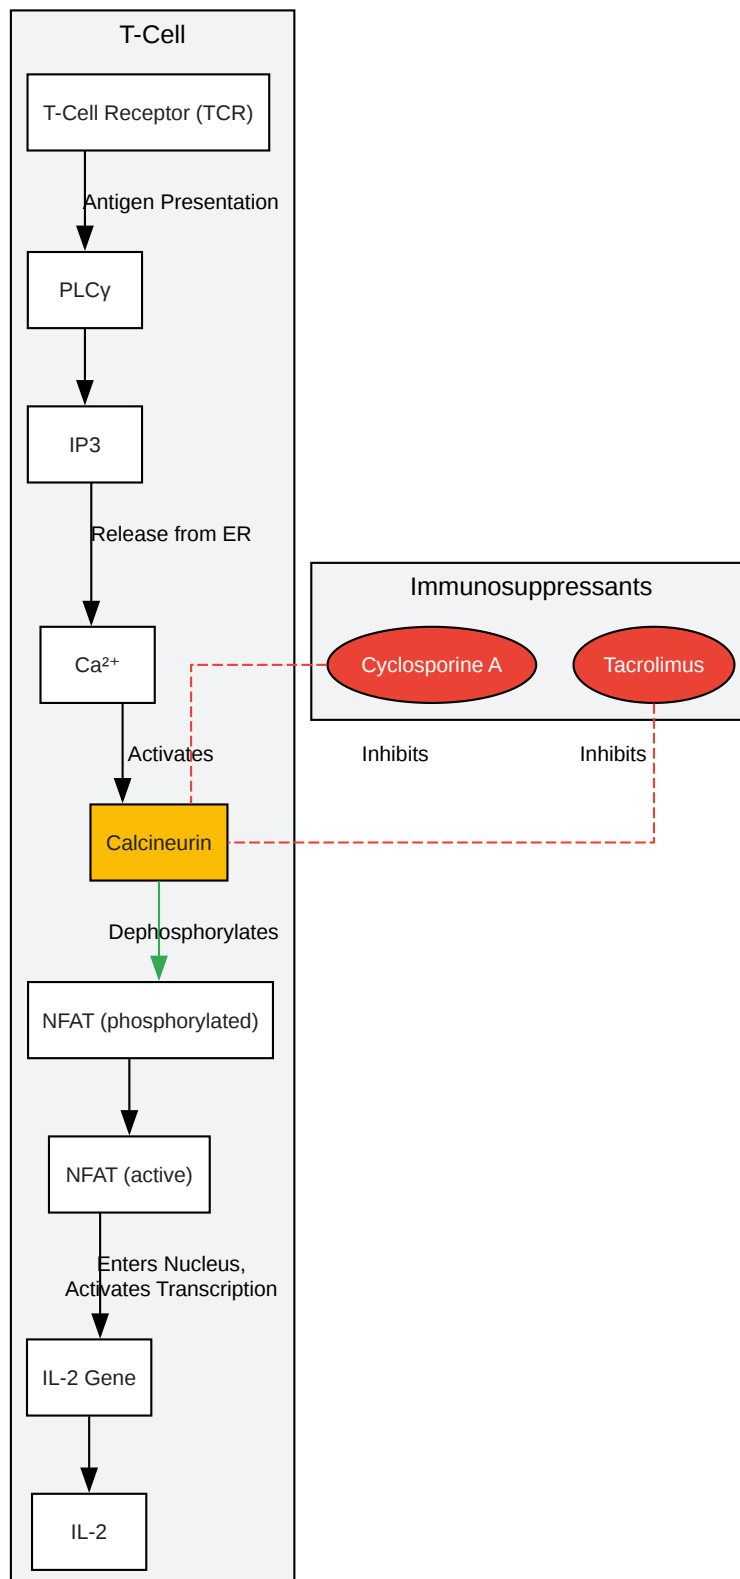 T-Cell
T-Cell Receptor (TCR)
Antigen Presentation
PLCγ
IP3
Release from ER
Immunosuppressants
Ca²⁺
Cyclosporine A
Tacrolimus
Activates
Inhibits
Inhibits
Calcineurin
Dephosphorylates
NFAT (phosphorylated)
NFAT (active)
Enters Nucleus,
Activates Transcription
IL-2 Gene
IL-2